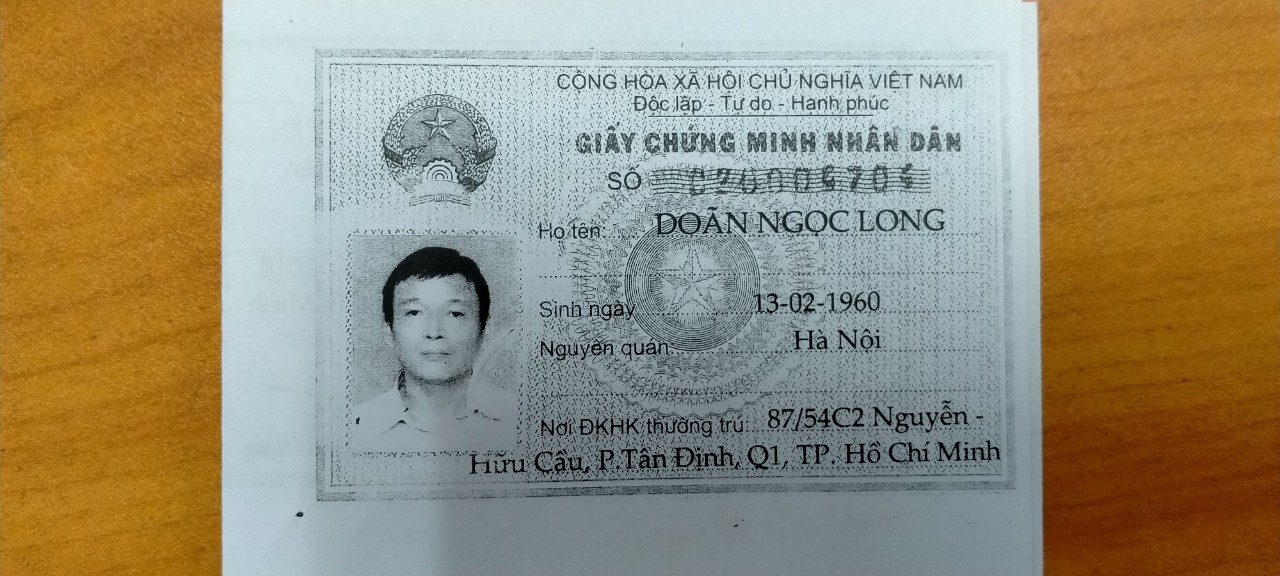 CỘNG HÒA XÃ HỘI CHỦ NGHĨA VIỆT NAM
Độc lập - Tự do - Hạnh phúc
GIẤY CHỨNG MINH NHÂN DÂN
SỐ
Họ tên: DOÃN NGỌC LONG
Sinh ngày 13-02-1960
Nguyên quán Hà Nội
Nơi ĐKHK thường trú: 87/54C2 Nguyễn -
Hữu Cầu, P.Tân Định, Q1, TP. Hồ Chí Minh